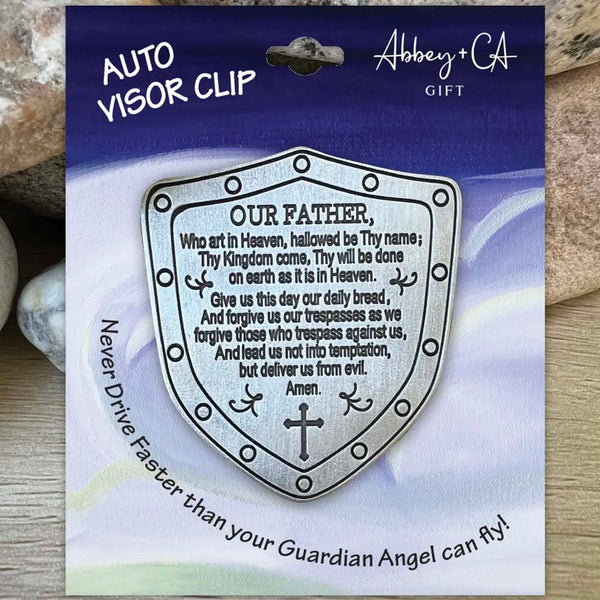 AUTO
VISOR CLIP
Abbey + CA
GIFT
OUR FATHER,
Who art in Heaven, hallowed be Thy name;
Thy Kingdom come, Thy will be done
on earth as it is in Heaven.
Give us this day our daily bread,
And forgive us our trespasses as we
forgive those who trespass against us,
And lead us not into temptation,
but deliver us from evil.
Amen.
Never Drive Faster than your Guardian Angel can fly!